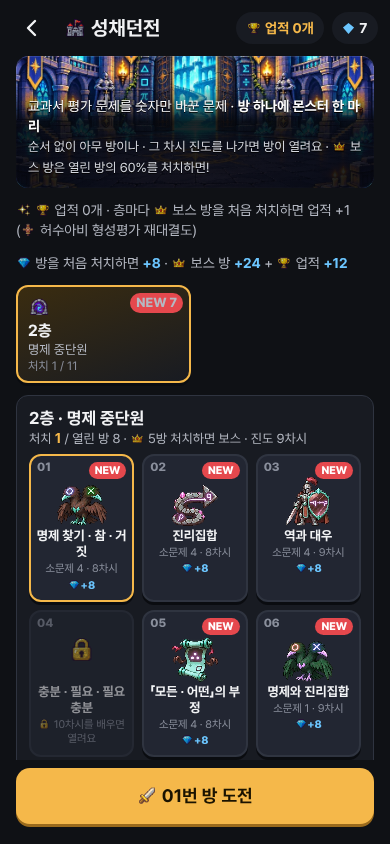 성채던전
업적 0개
7
교과서 평가 문제를 숫자만 바꾼 문제 · 방 하나에 몬스터 한 마
리
순서 없이 아무 방이나 · 그 차시 진도를 나가면 방이 열려요 · 보
스 방은 열린 방의 60%를 처치하면!
업적 0개 · 층마다 보스 방을 처음 처치하면 업적 +1
( 허수아비 형성평가 재대결도)
방을 처음 처치하면 +8 · 보스 방 +24 + 업적 +12
NEW 7
2층
명제 중단원
처치 1 / 11
2층 · 명제 중단원
처치 1 / 열린 방 8 · 5방 처치하면 보스 · 진도 9차시
01 NEW
명제 찾기 · 참 · 거
짓
소문제 4 · 8차시
+8
02 NEW
진리집합
소문제 4 · 8차시
+8
03 NEW
역과 대우
소문제 4 · 9차시
+8
04
충분 · 필요 · 필요
충분
10차시를 배우면
열려요
05 NEW
「모든 · 어떤」의 부
정
소문제 4 · 8차시
+8
06 NEW
명제와 진리집합
소문제 1 · 9차시
+8
01번 방 도전